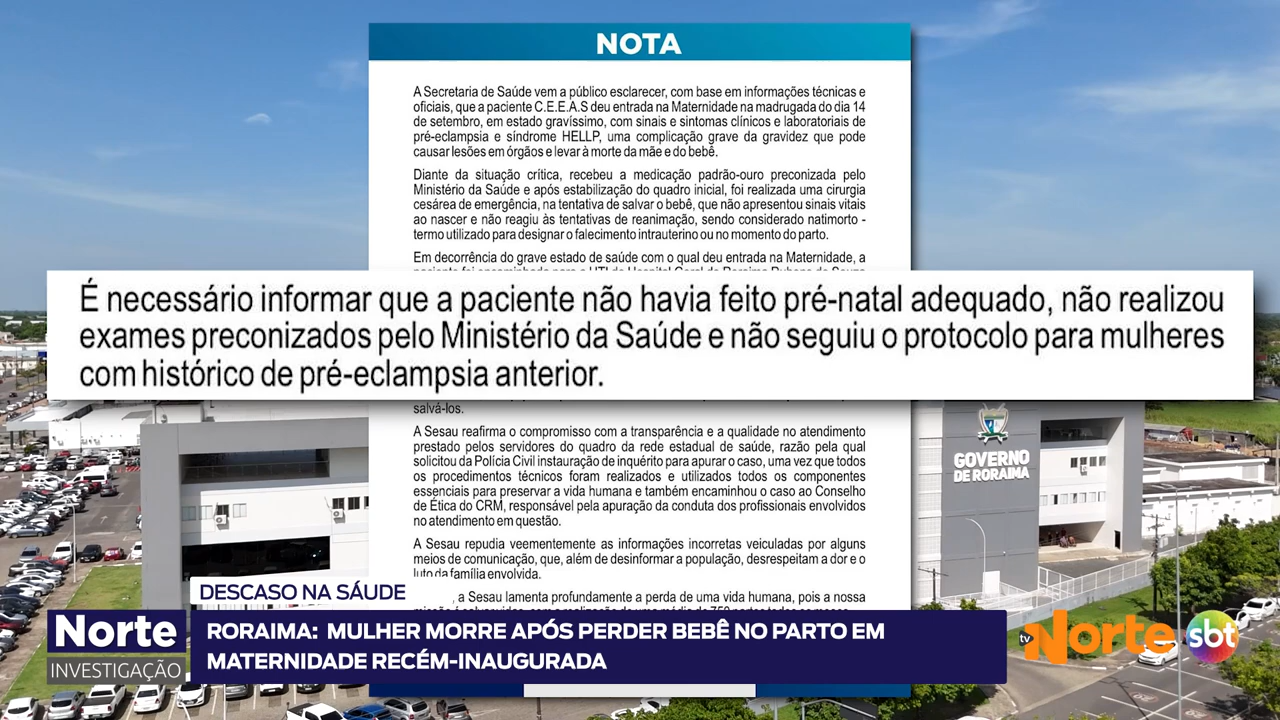 NOTA
A Secretaria de Saúde vem a público esclarecer, com base em informações técnicas e
oficiais, que a paciente C.E.E.A.S deu entrada na Maternidade na madrugada do dia 14
de setembro, em estado gravíssimo, com sinais e sintomas clínicos e laboratoriais de
pré-eclampsia e síndrome HELLP, uma complicação grave da gravidez que pode
causar lesões em órgãos e levar à morte da mãe e do bebê.
Diante da situação crítica, recebeu a medicação padrão-ouro preconizada pelo
Ministério da Saúde e após estabilização do quadro inicial, foi realizada uma cirurgia
cesárea de emergência, na tentativa de salvar o bebê, que não apresentou sinais vitais
ao nascer e não reagiu às tentativas de reanimação, sendo considerado natimorto -
termo utilizado para designar o falecimento intrauterino ou no momento do parto.
Em decorrência do grave estado de saúde com o qual deu entrada na Maternidade, a
É necessário informar que a paciente não havia feito pré-natal adequado, não realizou
exames preconizados pelo Ministério da Saúde e não seguiu o protocolo para mulheres
com histórico de pré-eclampsia anterior.
salvá-los.
A Sesau reafirma o compromisso com a transparência e a qualidade no atendimento
prestado pelos servidores do quadro da rede estadual de saúde, razão pela qual
solicitou da Polícia Civil instauração de inquérito para apurar o caso, uma vez que todos
os procedimentos técnicos foram realizados e utilizados todos os componentes
essenciais para preservar a vida humana e também encaminhou o caso ao Conselho
de Ética do CRM, responsável pela apuração da conduta dos profissionais envolvidos
no atendimento em questão.
A Sesau repudia veementemente as informações incorretas veiculadas por alguns
meios de comunicação, que, além de desinformar a população, desrespeitam a dor e o
luto da família envolvida.
, a Sesau lamenta profundamente a perda de uma vida humana, pois a nossa
GOVERNO
DE RORAIMA
DESCASO NA SÁUDE
Norte
INVESTIGAÇÃO
RORAIMA: MULHER MORRE APÓS PERDER BEBÊ NO PARTO EM
MATERNIDADE RECÉM-INAUGURADA
tv Norte sbt